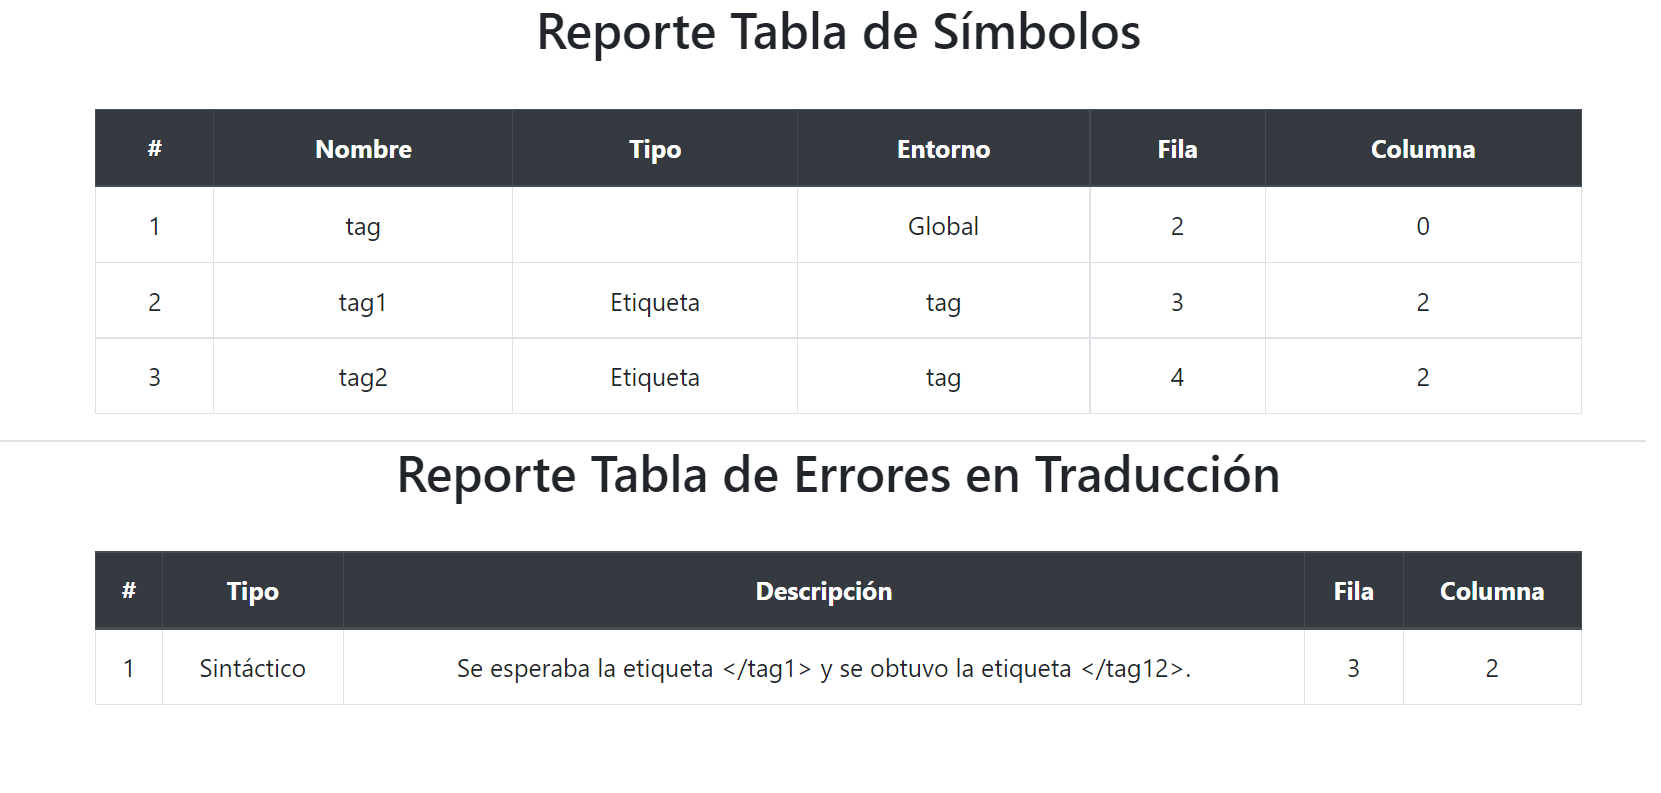 Reporte Tabla de Símbolos
# Nombre Tipo Entorno Fila Columna
1 tag Global 2 0
2 tag1 Etiqueta tag 3 2
3 tag2 Etiqueta tag 4 2
Reporte Tabla de Errores en Traducción
# Tipo Descripción Fila Columna
1 Sintáctico Se esperaba la etiqueta </tag1> y se obtuvo la etiqueta </tag12>. 3 2